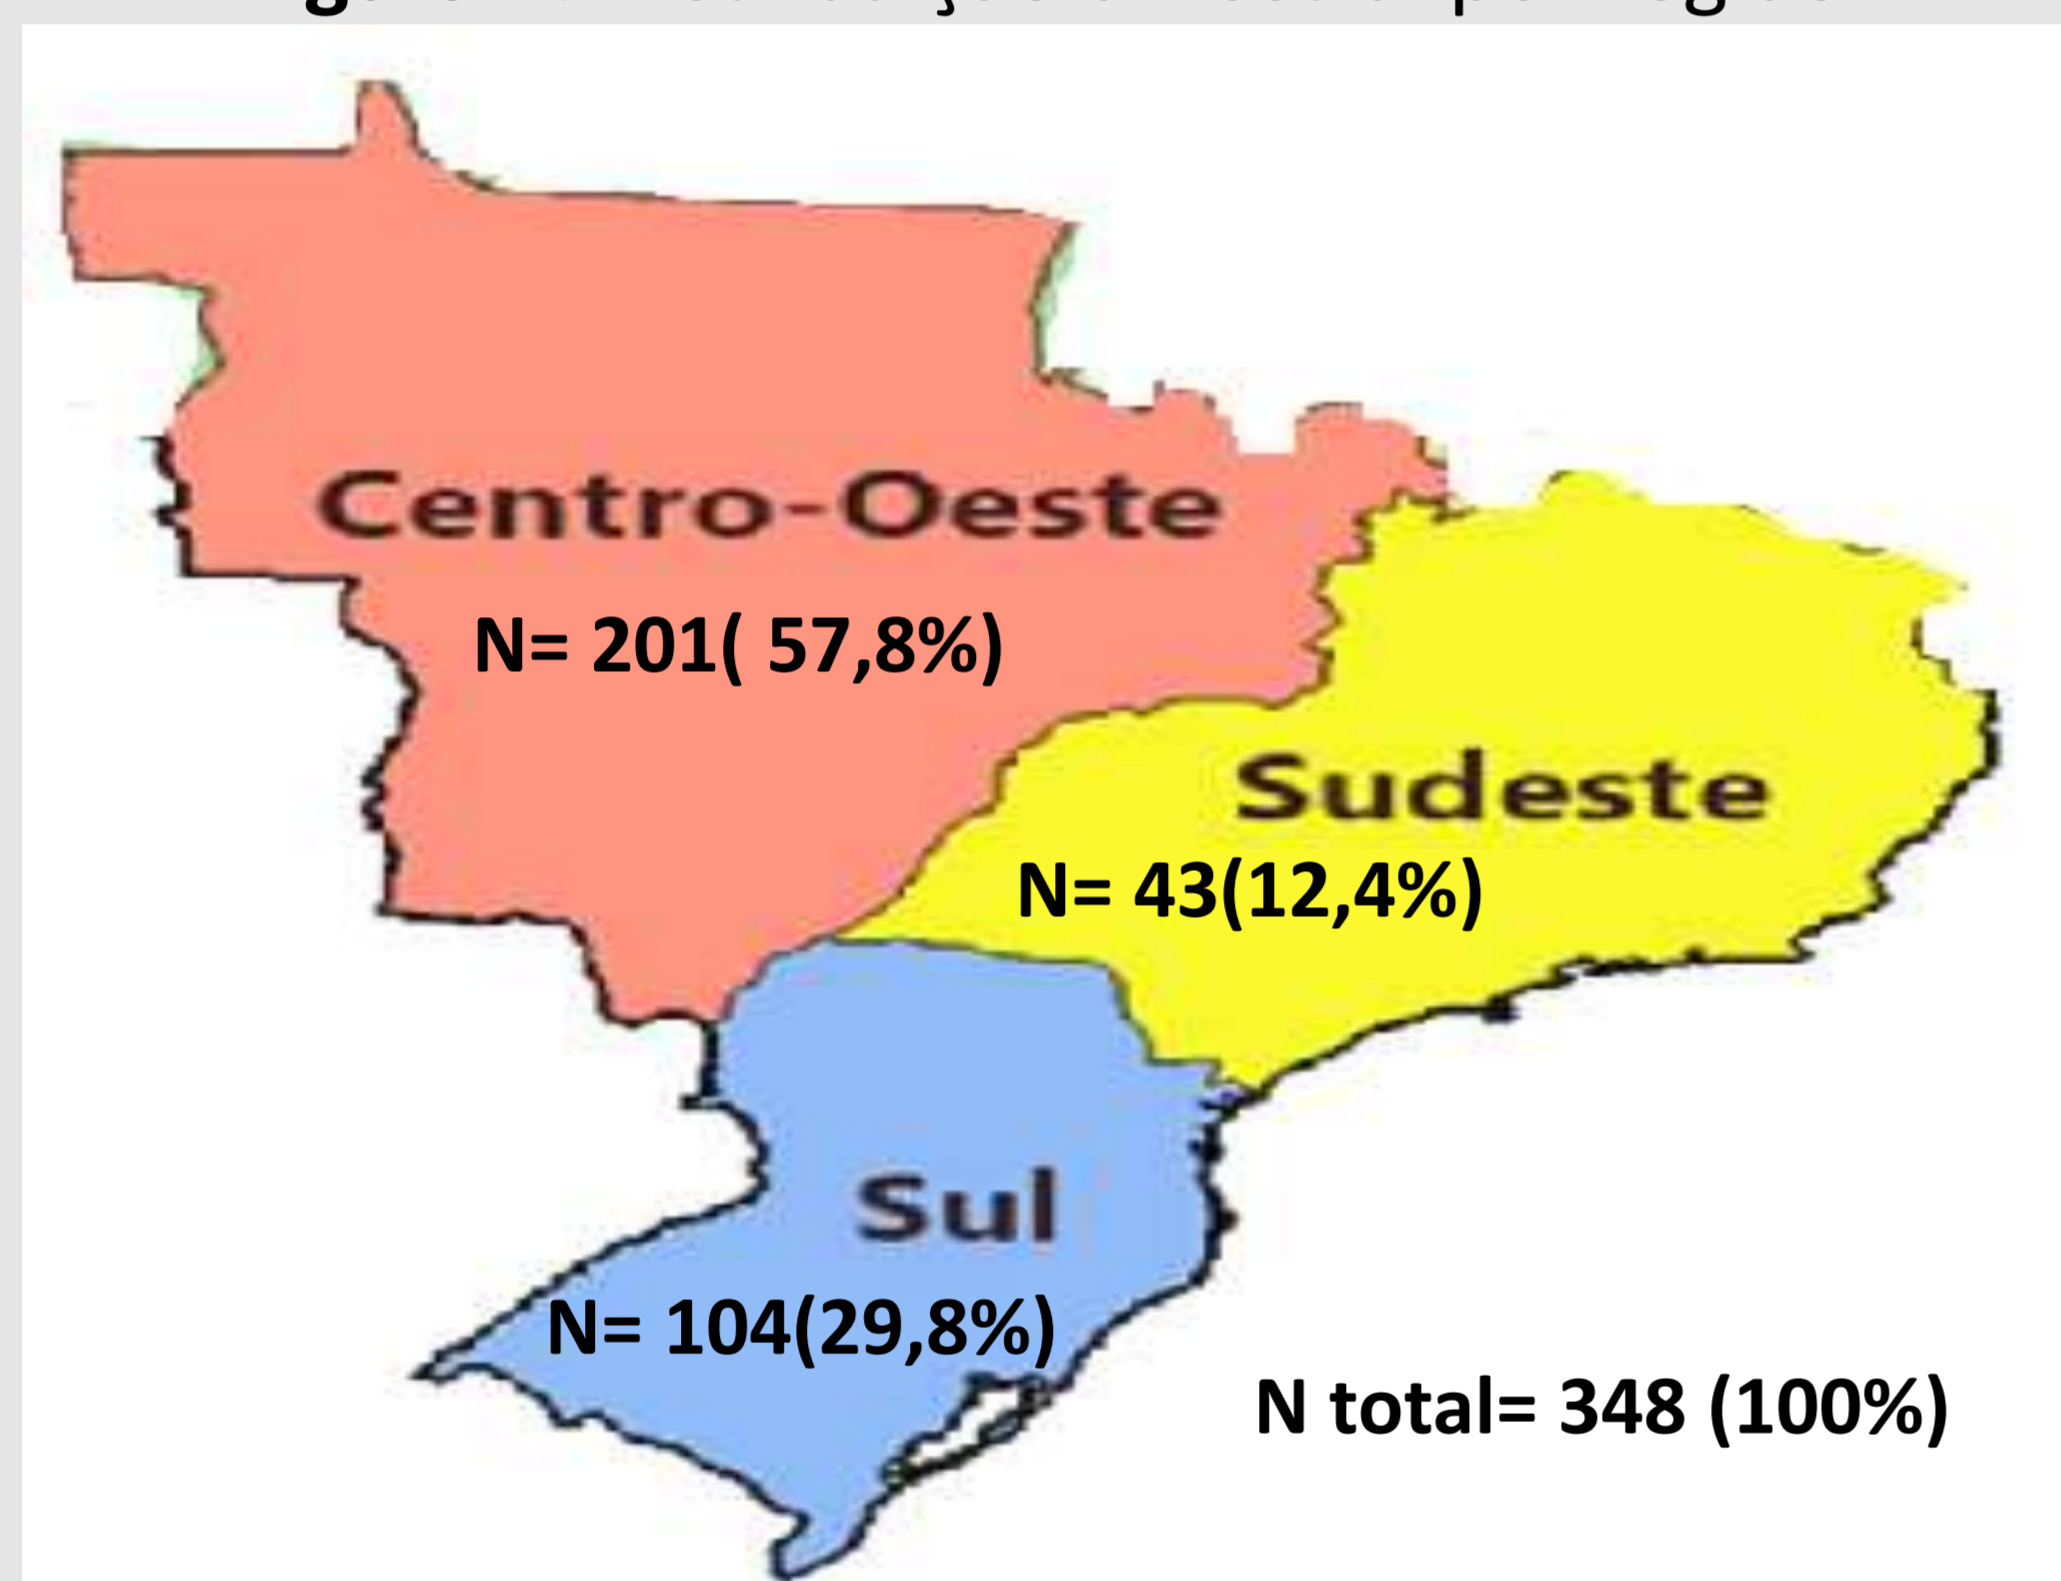 Centro-Oeste
N= 201( 57,8%)
Sudeste
N= 43(12,4%)
Sul
N= 104(29,8%)
N total= 348 (100%)